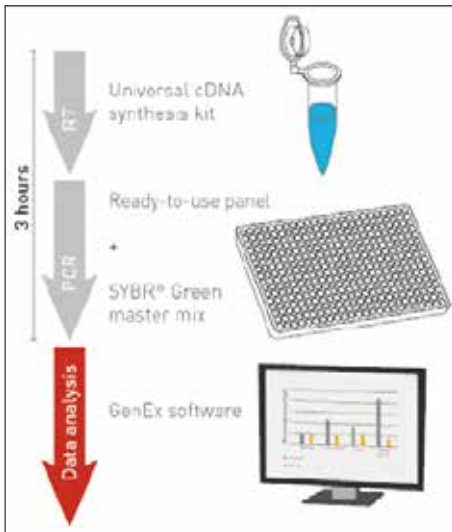 3 hours
RT
Universal cDNA
synthesis kit
PCR
Ready-to-use panel
+
SYBR® Green
master mix
Data analysis
GenEx software